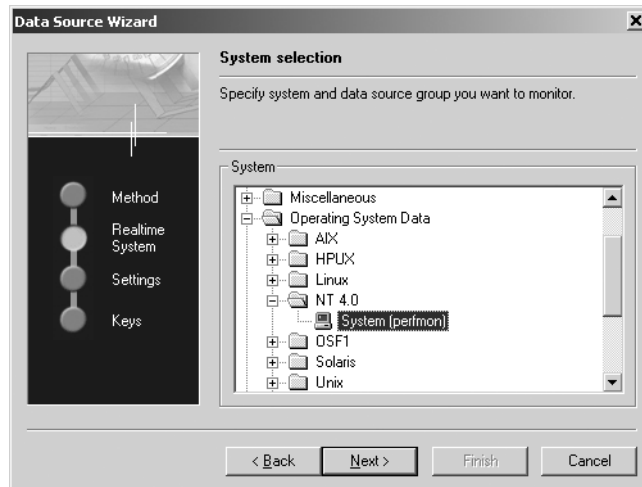 Data Source Wizard
System selection
Specify system and data source group you want to monitor.
Method
Realtime
System
Settings
Keys
System
Miscellaneous
Operating System Data
AIX
HPUX
Linux
NT 4.0
System (perfmon)
OSF1
Solaris
Unix
< Back
Next >
Finish
Cancel